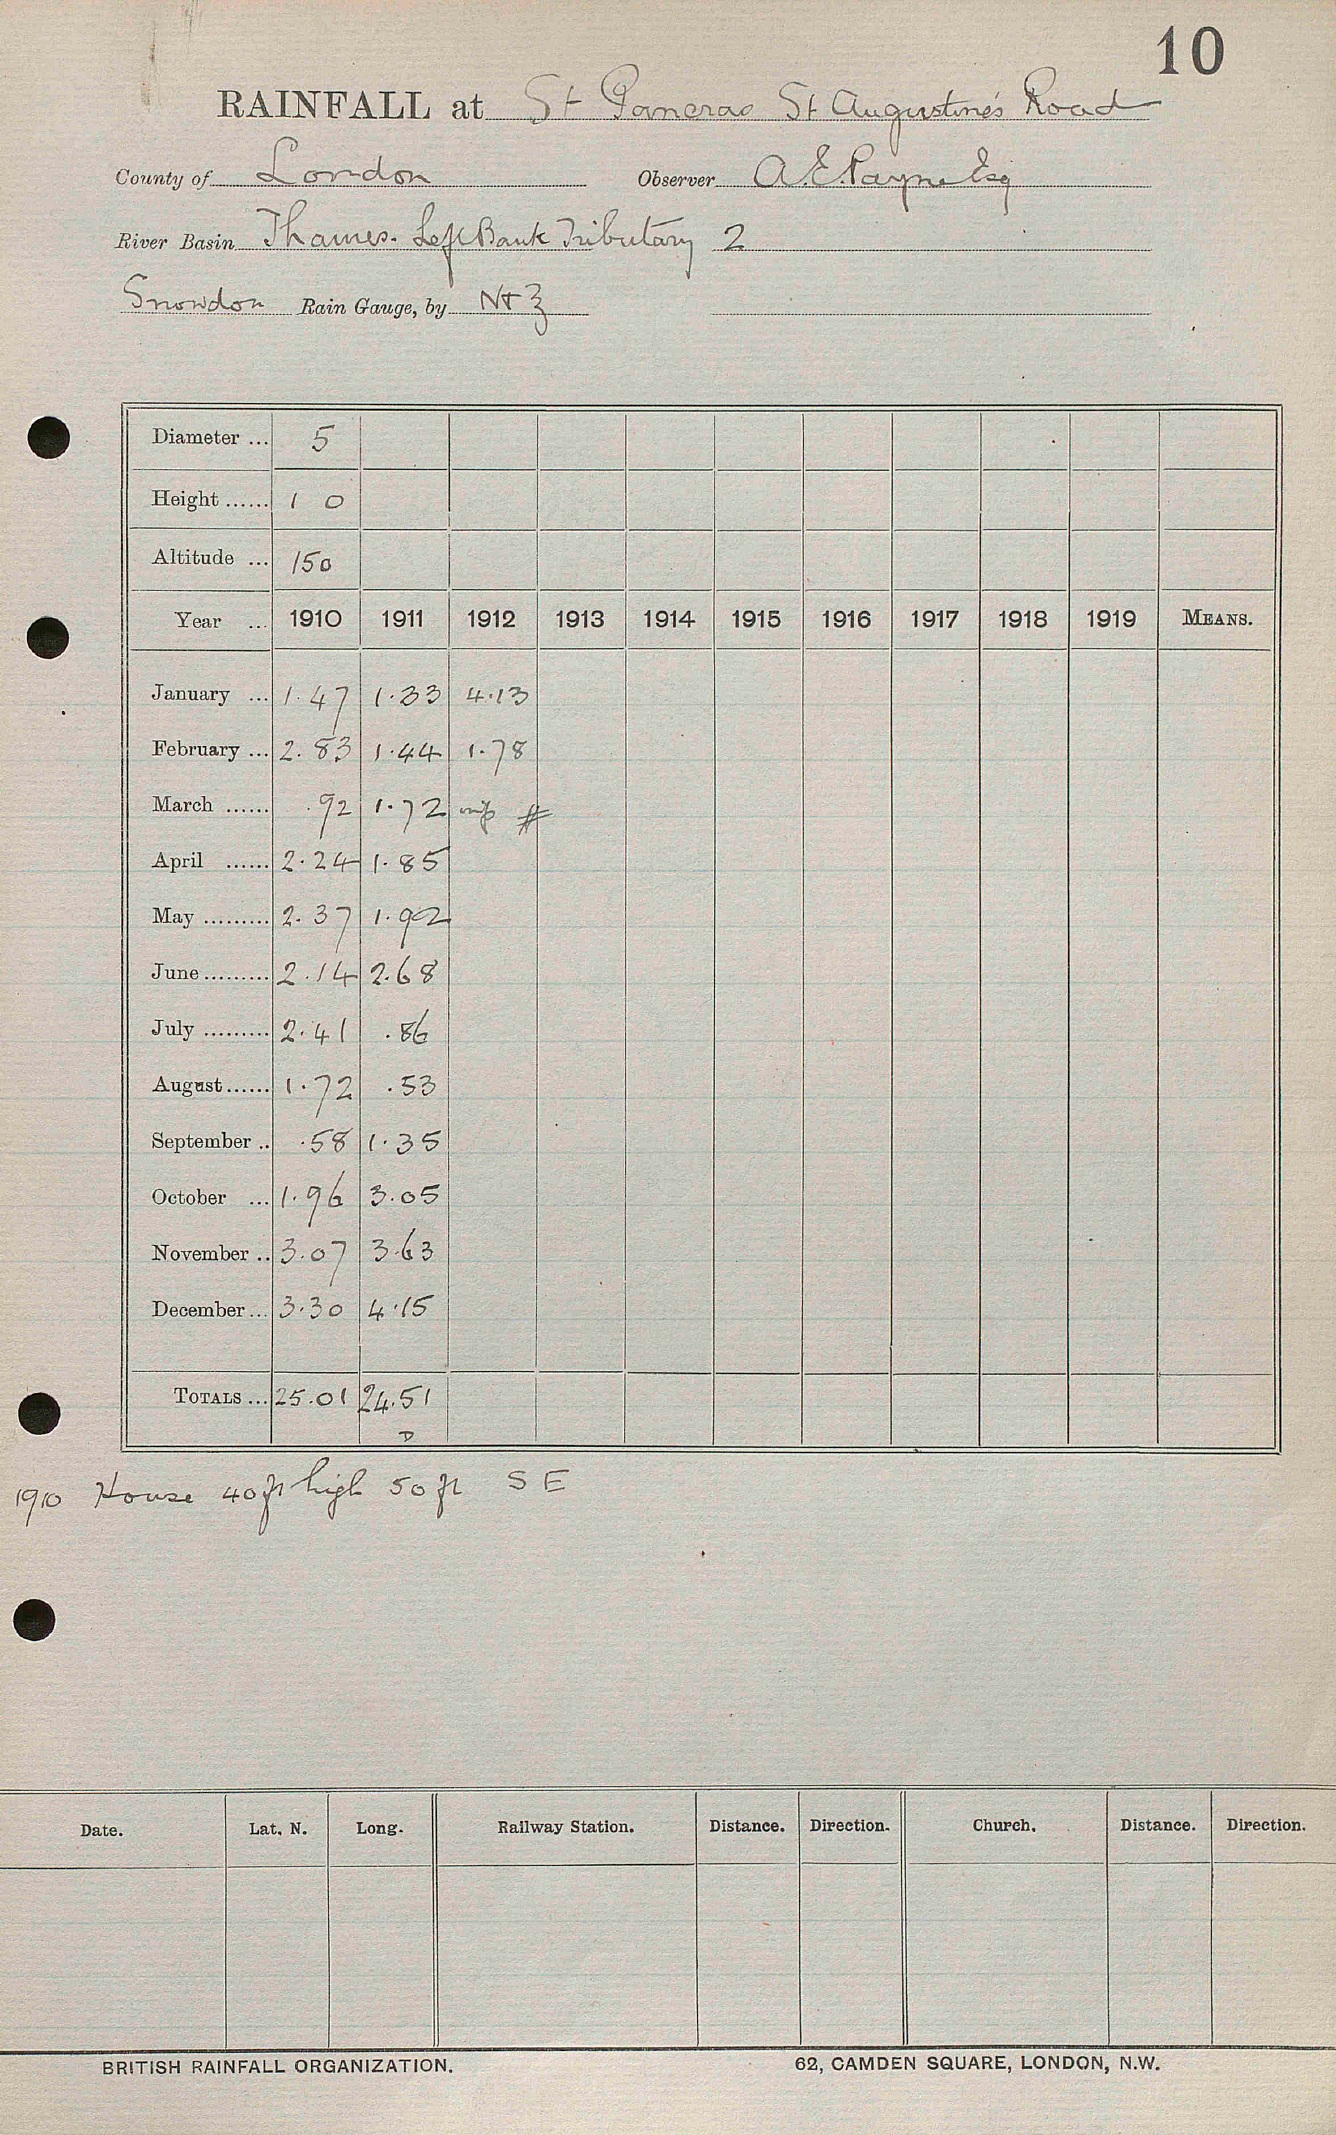 10
RAINFALL at St Pancras St Augustine's Road
County of London Observer A.E. Payne Esq
River Basin Thames. Left Bank Tributary 2
Snowdon Rain Gauge, by N & Z
Diameter ... 5
Height ...... 1 0
Altitude ... 150
Year ... 1910 1911 1912 1913 1914 1915 1916 1917 1918 1919 MEANS.
January ... 1.47 1.33 4.13
February ... 2.83 1.44 1.78
March ...... .92 1.72 #
April ...... 2.24 1.85
May ......... 2.37 1.92
June ......... 2.14 2.68
July ......... 2.41 .86
August ...... 1.72 .53
September .. .58 1.35
October ... 1.96 3.05
November .. 3.07 3.63
December ... 3.30 4.15
TOTALS ... 25.01 24.51
D
1910 House 40 ft high 50 ft S E
Date. Lat. N. Long. Railway Station. Distance. Direction. Church. Distance. Direction.
BRITISH RAINFALL ORGANIZATION. 62, CAMDEN SQUARE, LONDON, N.W.